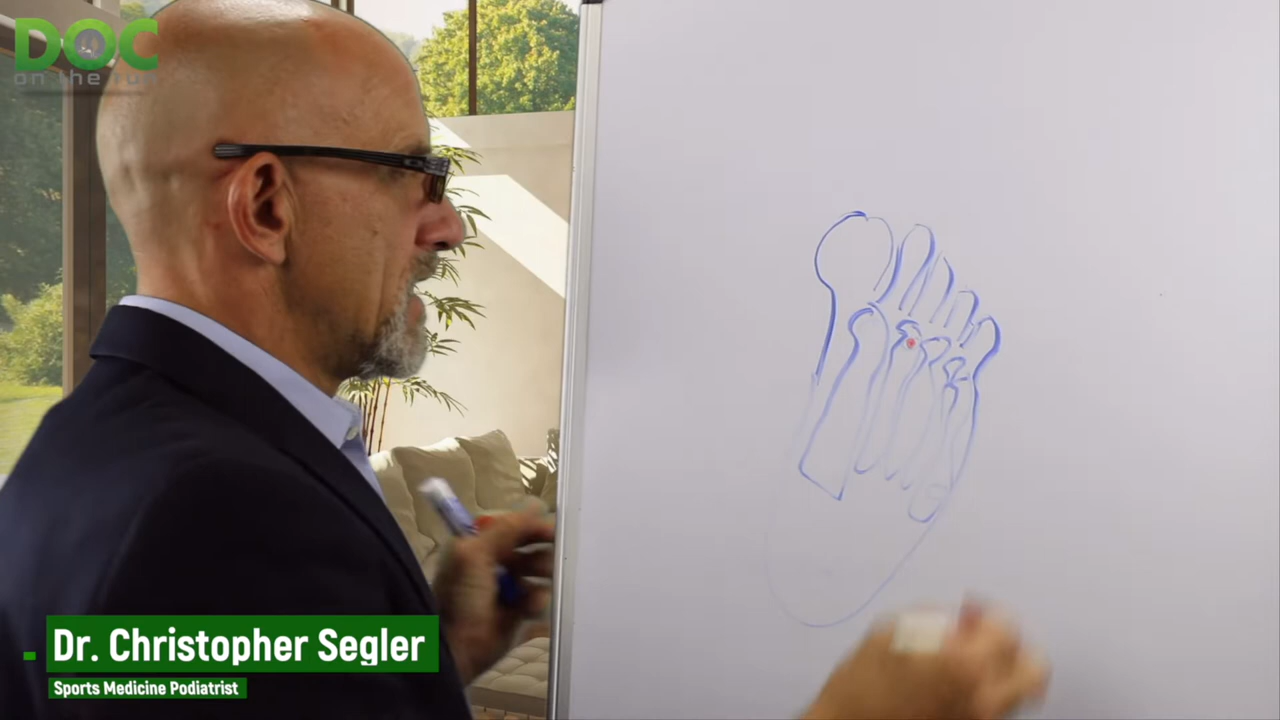 DOC
on the run
Dr. Christopher Segler
Sports Medicine Podiatrist